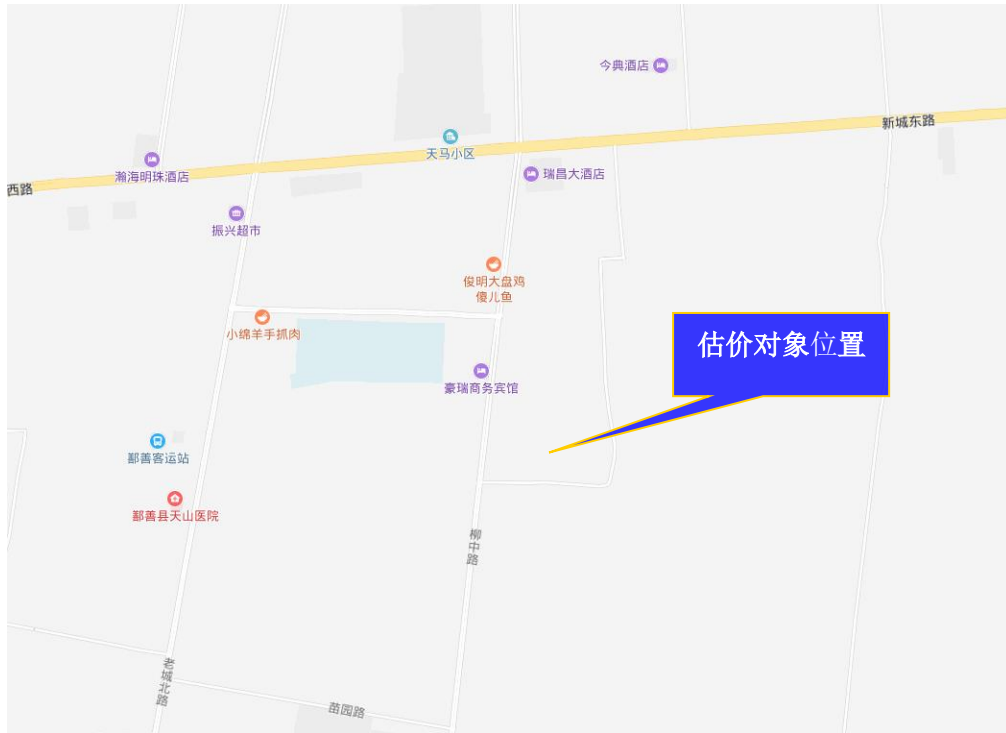 今典酒店
新城东路
天马小区
瀚海明珠酒店
瑞昌大酒店
西路
振兴超市
俊明大盘鸡
傻儿鱼
小绵羊手抓肉
估价对象位置
豪瑞商务宾馆
鄯善客运站
鄯善县天山医院
柳中路
老城北路
苗园路